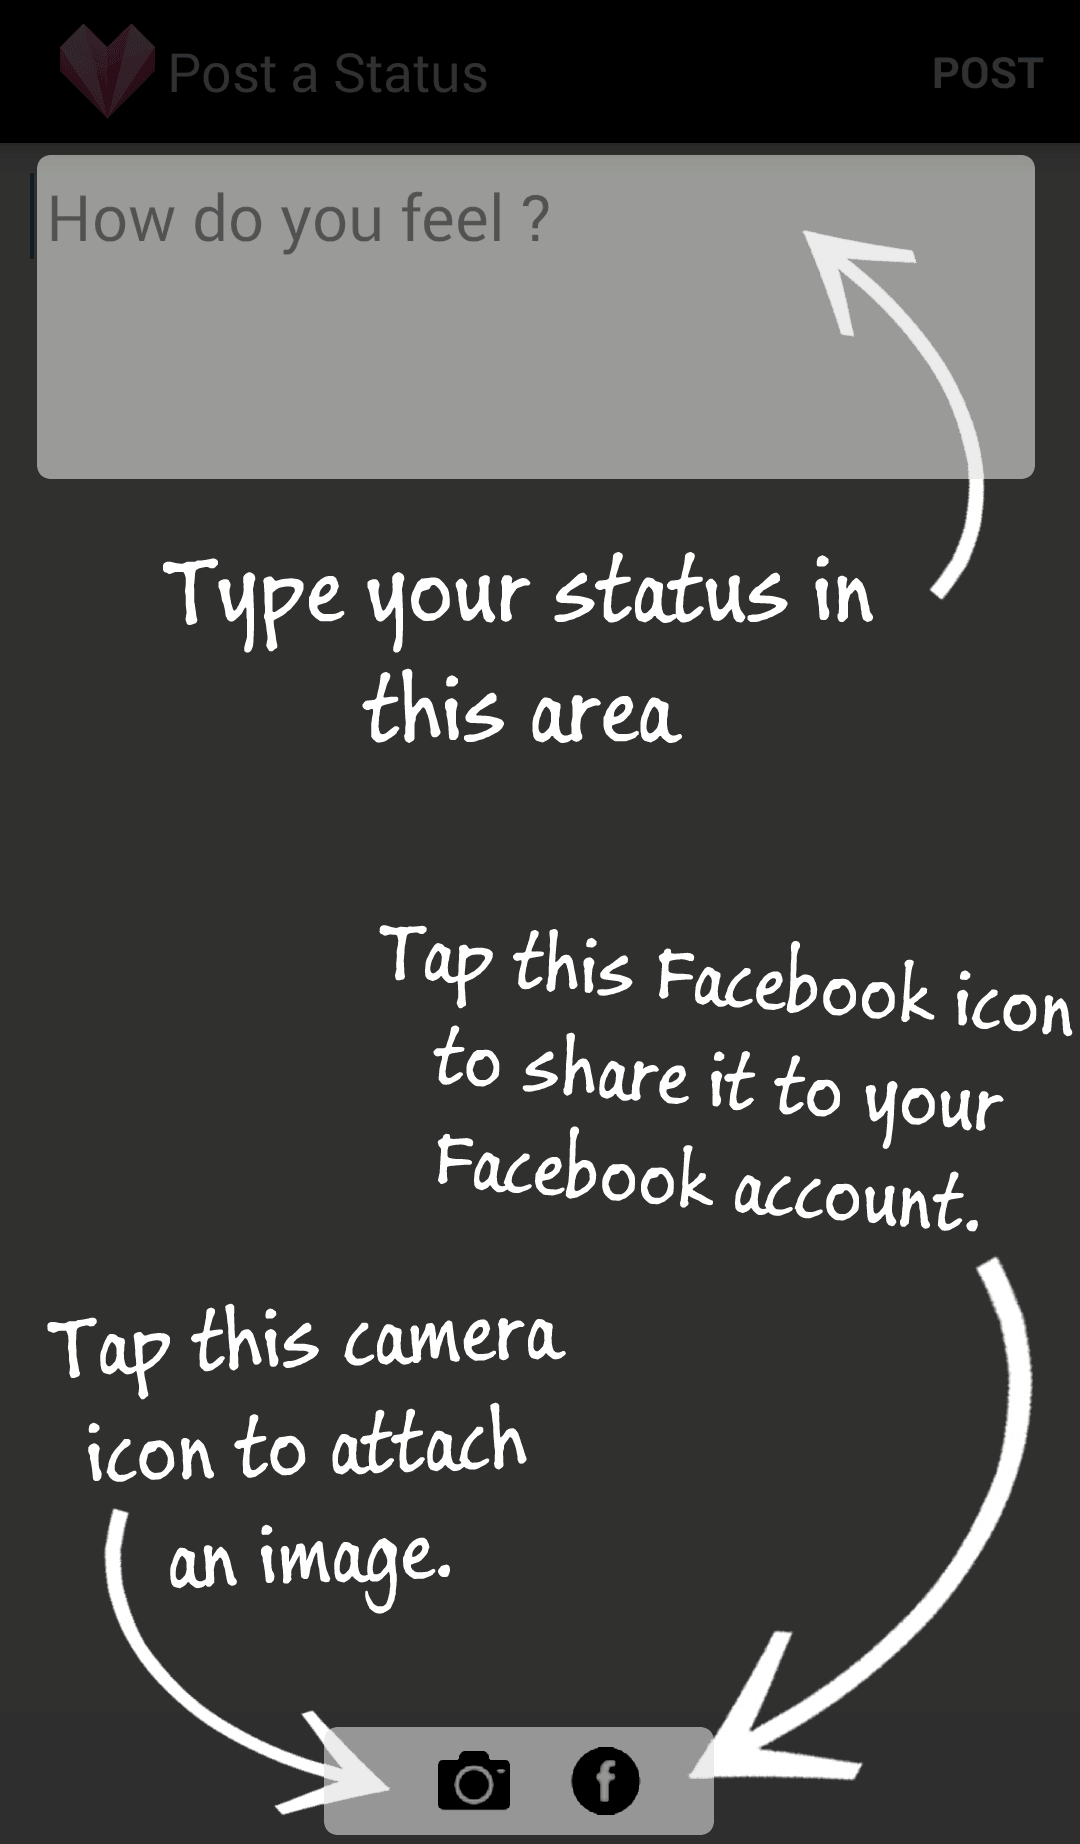 Post a Status
POST
How do you feel ?
Type your status in
this area
Tap this Facebook icon
to share it to your
Facebook account.
Tap this camera
icon to attach
an image.
f